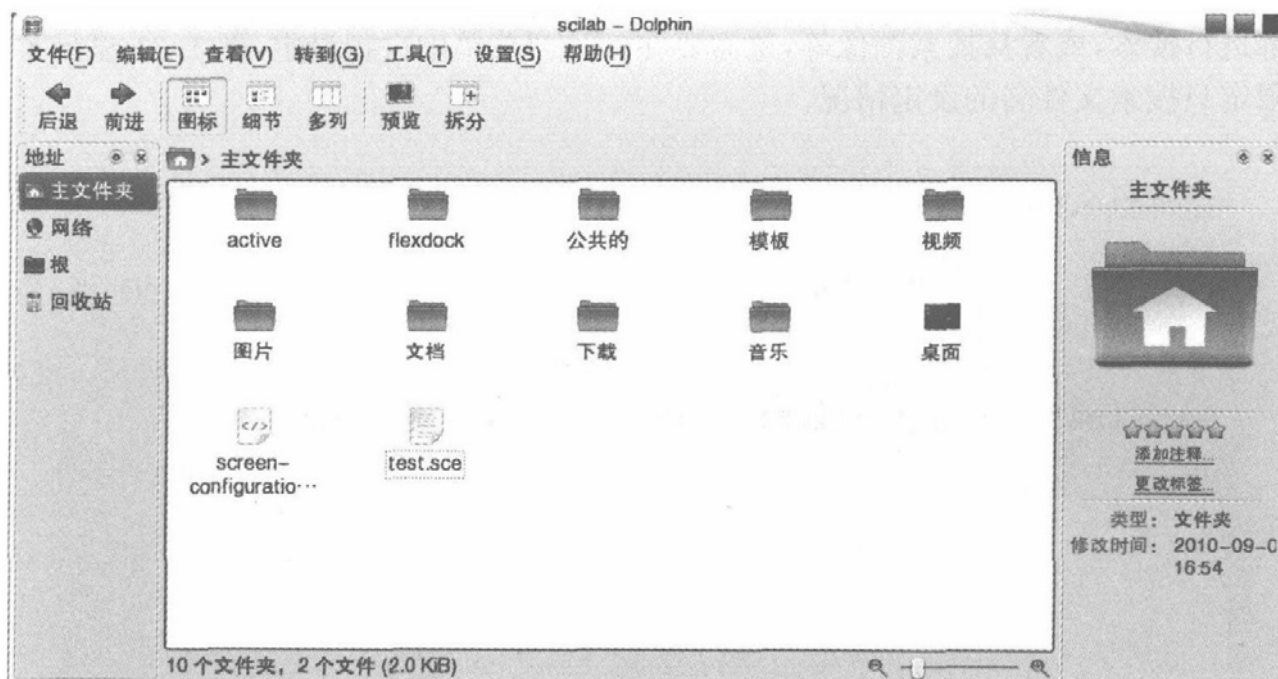 scilab – Dolphin
文件(F) 编辑(E) 查看(V) 转到(G) 工具(T) 设置(S) 帮助(H)
后退 前进 图标 细节 多列 预览 拆分
地址
主文件夹
网络
根
回收站
> 主文件夹
active flexdock 公共的 模板 视频
图片 文档 下载 音乐 桌面
screen-
configuratio… test.sce
10 个文件夹，2 个文件 (2.0 KiB)
信息
主文件夹
添加注释...
更改标签...
类型： 文件夹
修改时间： 2010-09-0
16:54